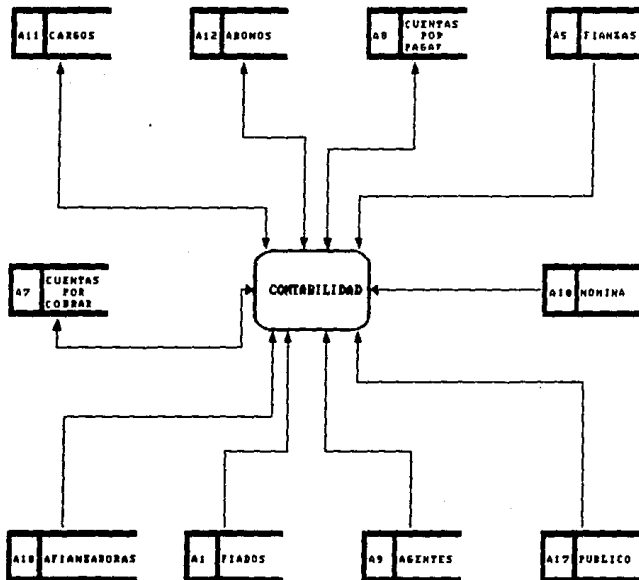 A11 CARGOS
A12 ABONOS
A8 CUENTAS
POR
PAGAR
A5 FIANZAS
A7 CUENTAS
POR
COBRAR
CONTABILIDAD
A10 NOMINA
A18 AFIANZADORAS
A1 FIADOS
A9 AGENTES
A17 PUBLICO